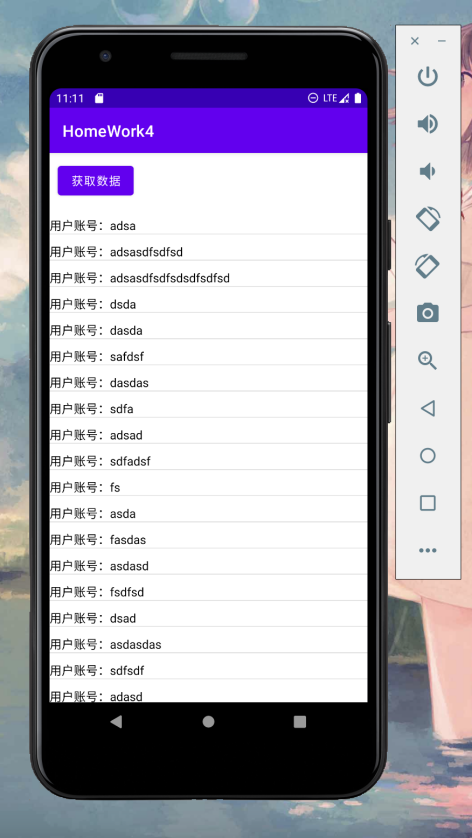 11:11 LTE
HomeWork4
获取数据
用户账号：adsa
用户账号：adsasdfsdfsd
用户账号：adsasdfsdfsdsdfsdfsd
用户账号：dsda
用户账号：dasda
用户账号：safdsf
用户账号：dasdas
用户账号：sdfa
用户账号：adsad
用户账号：sdfadsf
用户账号：fs
用户账号：asda
用户账号：fasdas
用户账号：asdasd
用户账号：fsdfsd
用户账号：dsad
用户账号：asdasdas
用户账号：sdfsdf
用户账号：adasd